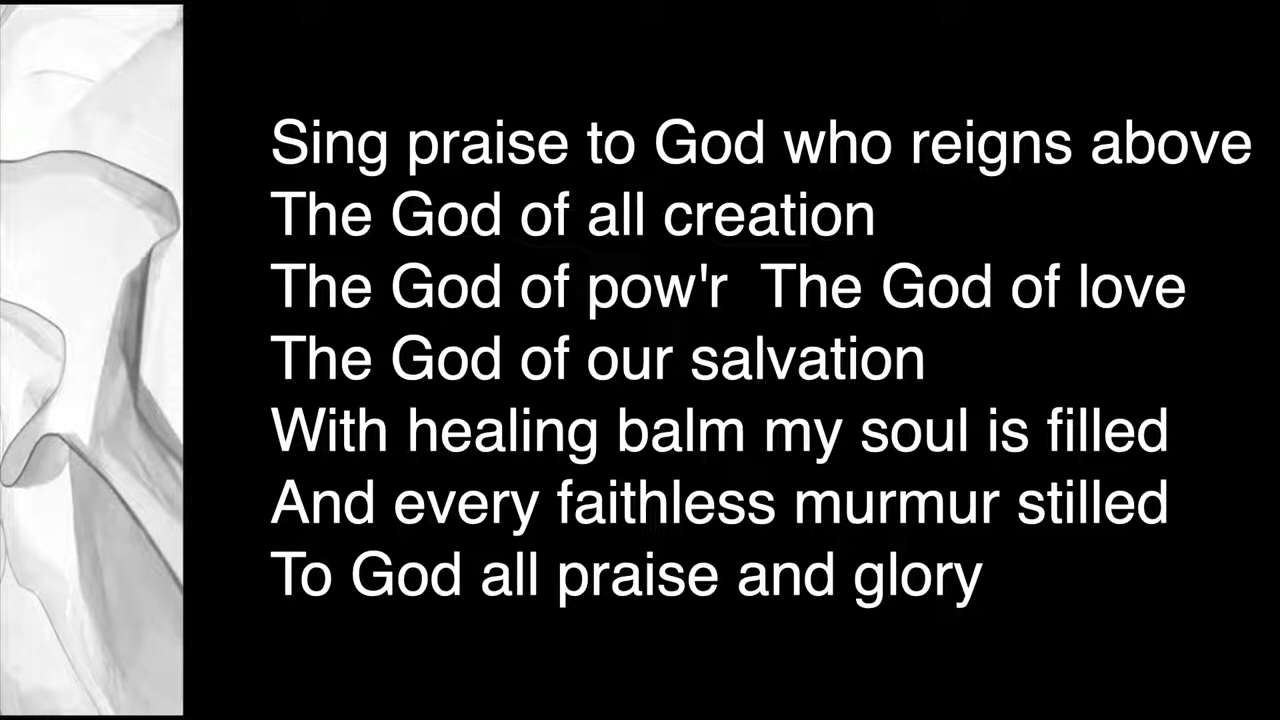 Sing praise to God who reigns above
The God of all creation
The God of pow'r  The God of love
The God of our salvation
With healing balm my soul is filled
And every faithless murmur stilled
To God all praise and glory